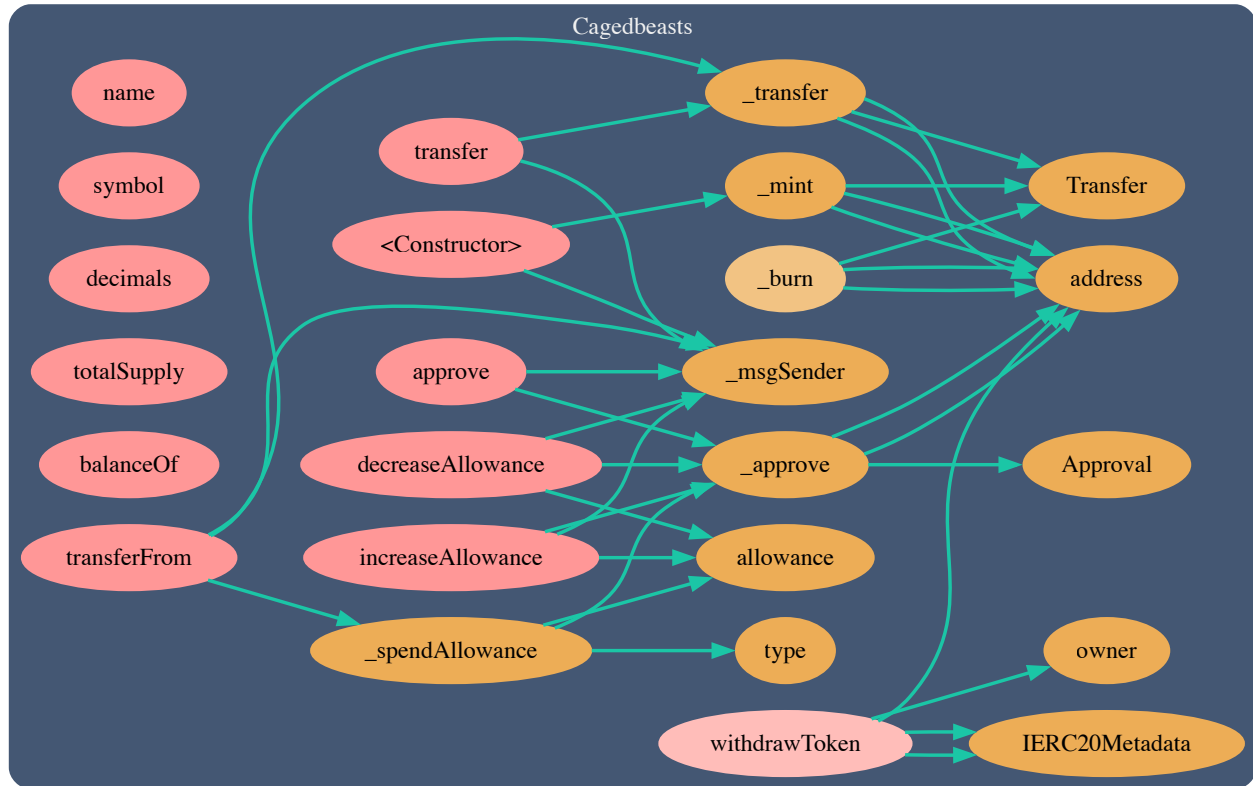 Cagedbeasts
name
symbol
decimals
totalSupply
balanceOf
transferFrom
transfer
<Constructor>
approve
decreaseAllowance
increaseAllowance
_spendAllowance
_transfer
_mint
_burn
_msgSender
_approve
allowance
type
withdrawToken
Transfer
address
Approval
owner
IERC20Metadata